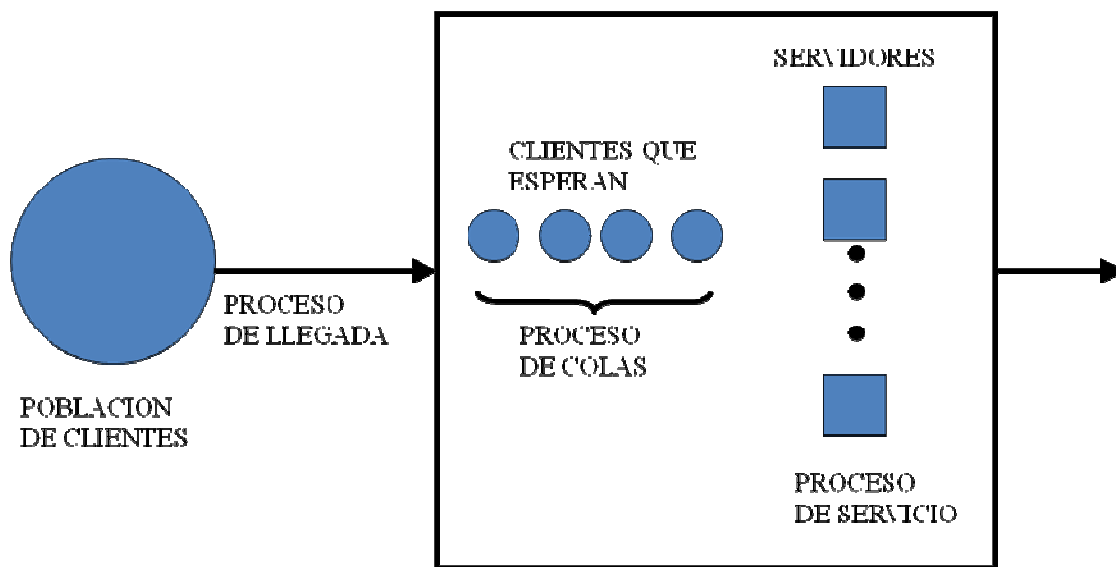 SERVIDORES
CLIENTES QUE
ESPERAN
PROCESO
DE LLEGADA
PROCESO
DE COLAS
POBLACION
DE CLIENTES
PROCESO
DE SERVICIO